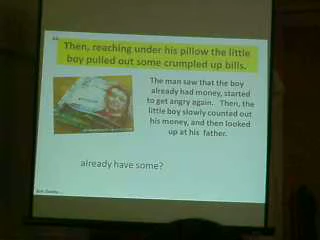 Then, reaching under his pillow the little
boy pulled out some crumpled up bills.
The man saw that the boy
already had money, started
to get angry again. Then, the
little boy slowly counted out
his money, and then looked
up at his father.
already have some?